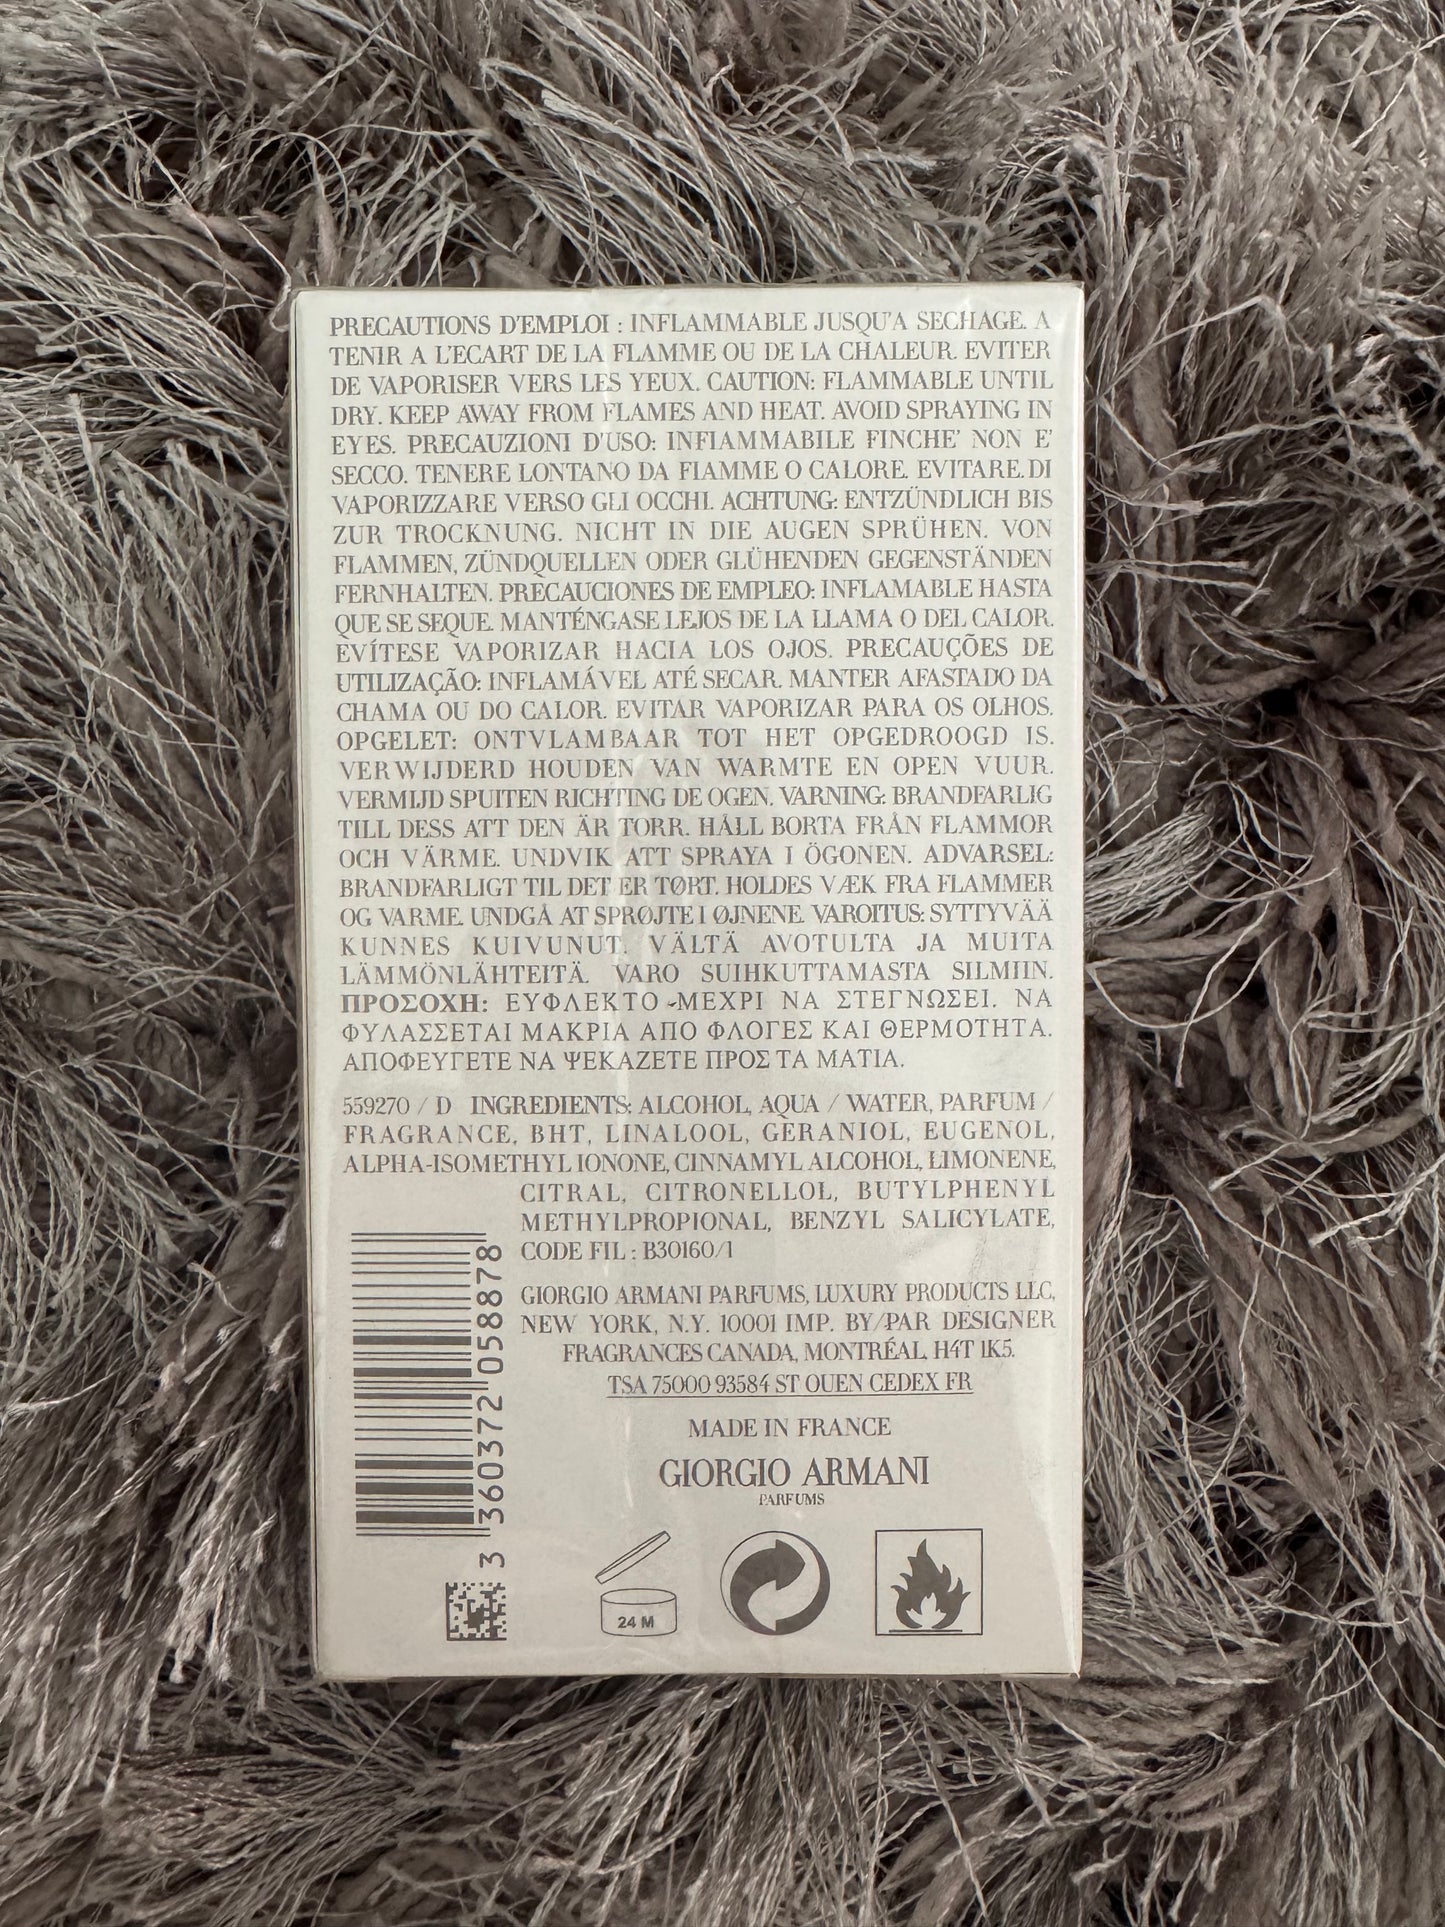 PRECAUTIONS D'EMPLOI : INFLAMMABLE JUSQU'A SECHAGE. A
TENIR A L'ECART DE LA FLAMME OU DE LA CHALEUR. EVITER
DE VAPORISER VERS LES YEUX. CAUTION: FLAMMABLE UNTIL
DRY. KEEP AWAY FROM FLAMES AND HEAT. AVOID SPRAYING IN
EYES. PRECAUZIONI D'USO: INFIAMMABILE FINCHE' NON E'
SECCO. TENERE LONTANO DA FIAMME O CALORE. EVITARE DI
VAPORIZZARE VERSO GLI OCCHI. ACHTUNG: ENTZÜNDLICH BIS
ZUR TROCKNUNG. NICHT IN DIE AUGEN SPRÜHEN. VON
FLAMMEN, ZÜNDQUELLEN ODER GLÜHENDEN GEGENSTÄNDEN
FERNHALTEN. PRECAUCIONES DE EMPLEO: INFLAMABLE HASTA
QUE SE SEQUE. MANTÉNGASE LEJOS DE LA LLAMA O DEL CALOR.
EVÍTESE VAPORIZAR HACIA LOS OJOS. PRECAUÇÕES DE
UTILIZAÇÃO: INFLAMÁVEL ATÉ SECAR. MANTER AFASTADO DA
CHAMA OU DO CALOR. EVITAR VAPORIZAR PARA OS OLHOS.
OPGELET: ONTVLAMBAAR TOT HET OPGEDROOGD IS.
VERWIJDERD HOUDEN VAN WARMTE EN OPEN VUUR.
VERMIJD SPUITEN RICHTING DE OGEN. VARNING: BRANDFARLIG
TILL DESS ATT DEN ÄR TORR. HÅLL BORTA FRÅN FLAMMOR
OCH VÄRME. UNDVIK ATT SPRAYA I ÖGONEN. ADVARSEL:
BRANDFARLIGT TIL DET ER TØRT. HOLDES VÆK FRA FLAMMER
OG VARME. UNDGÅ AT SPRØJTE I ØJNENE. VAROITUS: SYTTYVÄÄ
KUNNES KUIVUNUT. VÄLTÄ AVOTULTA JA MUITA
LÄMMÖNLÄHTEITÄ. VARO SUIHKUTTAMASTA SILMIIN.
ΠΡΟΣΟΧΗ: ΕΥΦΛΕΚΤΟ ΜΕΧΡΙ ΝΑ ΣΤΕΓΝΩΣΕΙ. ΝΑ
ΦΥΛΑΣΣΕΤΑΙ ΜΑΚΡΙΑ ΑΠΟ ΦΛΟΓΕΣ ΚΑΙ ΘΕΡΜΟΤΗΤΑ.
ΑΠΟΦΕΥΓΕΤΕ ΝΑ ΨΕΚΑΖΕΤΕ ΠΡΟΣ ΤΑ ΜΑΤΙΑ.
559270 / D INGREDIENTS: ALCOHOL, AQUA / WATER, PARFUM /
FRAGRANCE, BHT, LINALOOL, GERANIOL, EUGENOL,
ALPHA-ISOMETHYL IONONE, CINNAMYL ALCOHOL, LIMONENE,
CITRAL, CITRONELLOL, BUTYLPHENYL
METHYLPROPIONAL, BENZYL SALICYLATE,
CODE FIL : B30160/1
GIORGIO ARMANI PARFUMS, LUXURY PRODUCTS LLC,
NEW YORK, N.Y. 10001 IMP. BY/PAR DESIGNER
FRAGRANCES CANADA, MONTRÉAL, H4T 1K5.
TSA 75000 93584 ST OUEN CEDEX FR
MADE IN FRANCE
GIORGIO ARMANI
PARFUMS
3 360372 058878
24 M